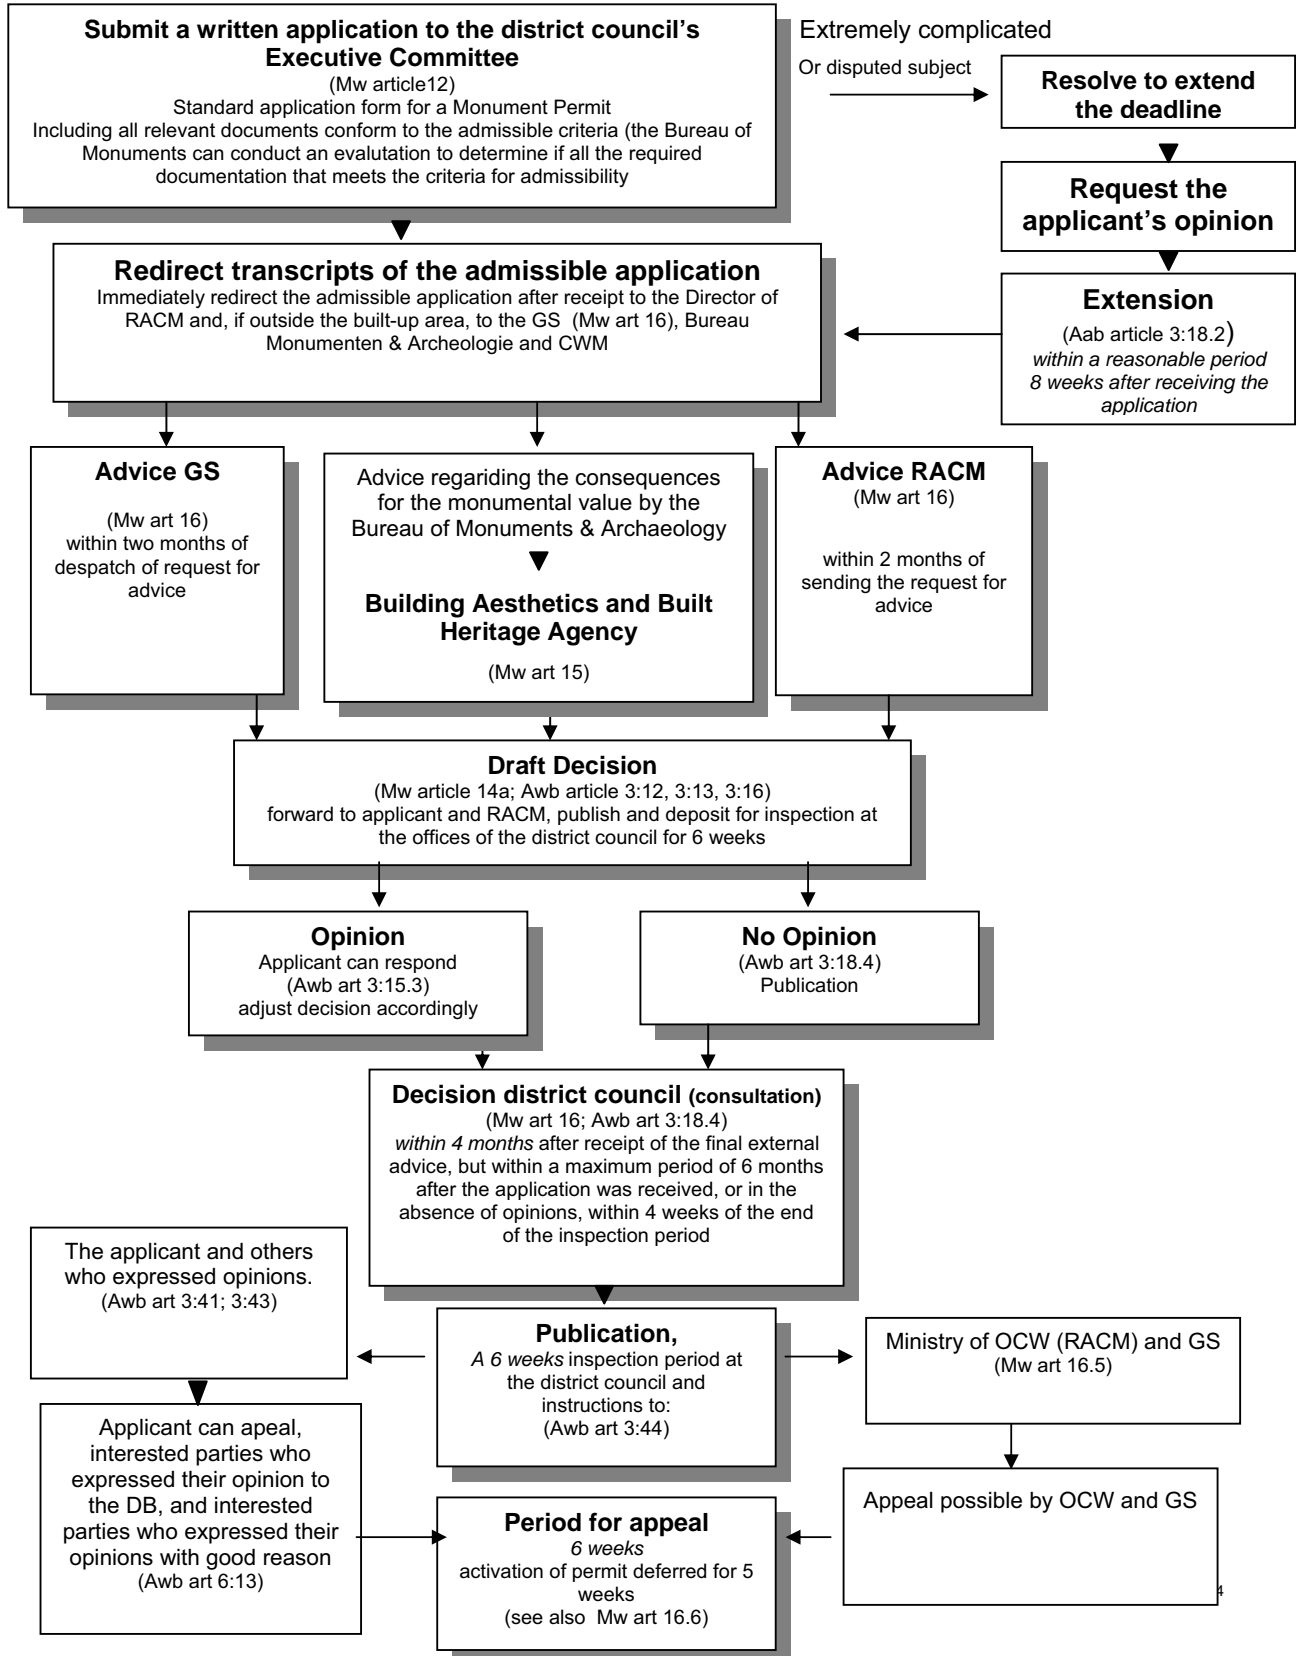 Submit a written application to the district council's
Executive Committee
(Mw article12)
Standard application form for a Monument Permit
Including all relevant documents conform to the admissible criteria (the Bureau of
Monuments can conduct an evalutation to determine if all the required
documentation that meets the criteria for admissibility
Extremely complicated
Or disputed subject
Resolve to extend
the deadline
Request the
applicant's opinion
Extension
(Aab article 3:18.2)
within a reasonable period
8 weeks after receiving the
application
Redirect transcripts of the admissible application
Immediately redirect the admissible application after receipt to the Director of
RACM and, if outside the built-up area, to the GS (Mw art 16), Bureau
Monumenten & Archeologie and CWM
Advice GS
(Mw art 16)
within two months of
despatch of request for
advice
Advice regariding the consequences
for the monumental value by the
Bureau of Monuments & Archaeology
Building Aesthetics and Built
Heritage Agency
(Mw art 15)
Advice RACM
(Mw art 16)
within 2 months of
sending the request for
advice
Draft Decision
(Mw article 14a; Awb article 3:12, 3:13, 3:16)
forward to applicant and RACM, publish and deposit for inspection at
the offices of the district council for 6 weeks
Opinion
Applicant can respond
(Awb art 3:15.3)
adjust decision accordingly
No Opinion
(Awb art 3:18.4)
Publication
Decision district council (consultation)
(Mw art 16; Awb art 3:18.4)
within 4 months after receipt of the final external
advice, but within a maximum period of 6 months
after the application was received, or in the
absence of opinions, within 4 weeks of the end
of the inspection period
The applicant and others
who expressed opinions.
(Awb art 3:41; 3:43)
Publication,
A 6 weeks inspection period at
the district council and
instructions to:
(Awb art 3:44)
Ministry of OCW (RACM) and GS
(Mw art 16.5)
Applicant can apeal,
interested parties who
expressed their opinion to
the DB, and interested
parties who expressed their
opinions with good reason
(Awb art 6:13)
Period for appeal
6 weeks
activation of permit deferred for 5
weeks
(see also Mw art 16.6)
Appeal possible by OCW and GS
4